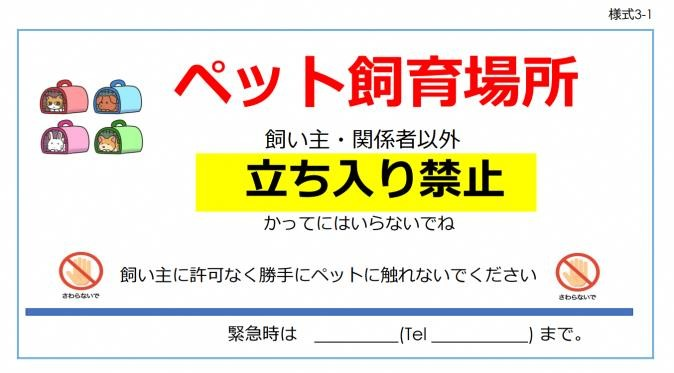 様式3-1
ペット飼育場所
飼い主・関係者以外
立ち入り禁止
かってにはいらないでね
飼い主に許可なく勝手にペットに触れないでください
さわらないで
さわらないで
緊急時は ________(Tel _________) まで。